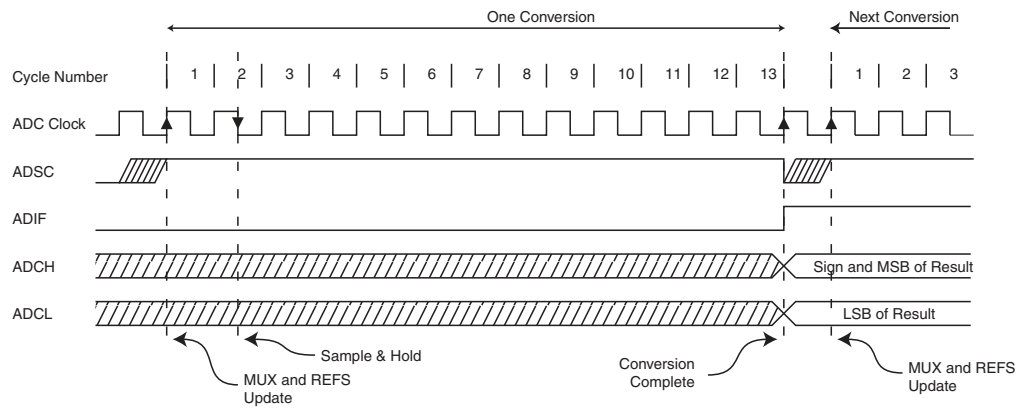 One Conversion
Next Conversion
Cycle Number
1 2 3 4 5 6 7 8 9 10 11 12 13 1 2 3
ADC Clock
ADSC
ADIF
ADCH
Sign and MSB of Result
ADCL
LSB of Result
Sample & Hold
MUX and REFS
Update
Conversion
Complete
MUX and REFS
Update